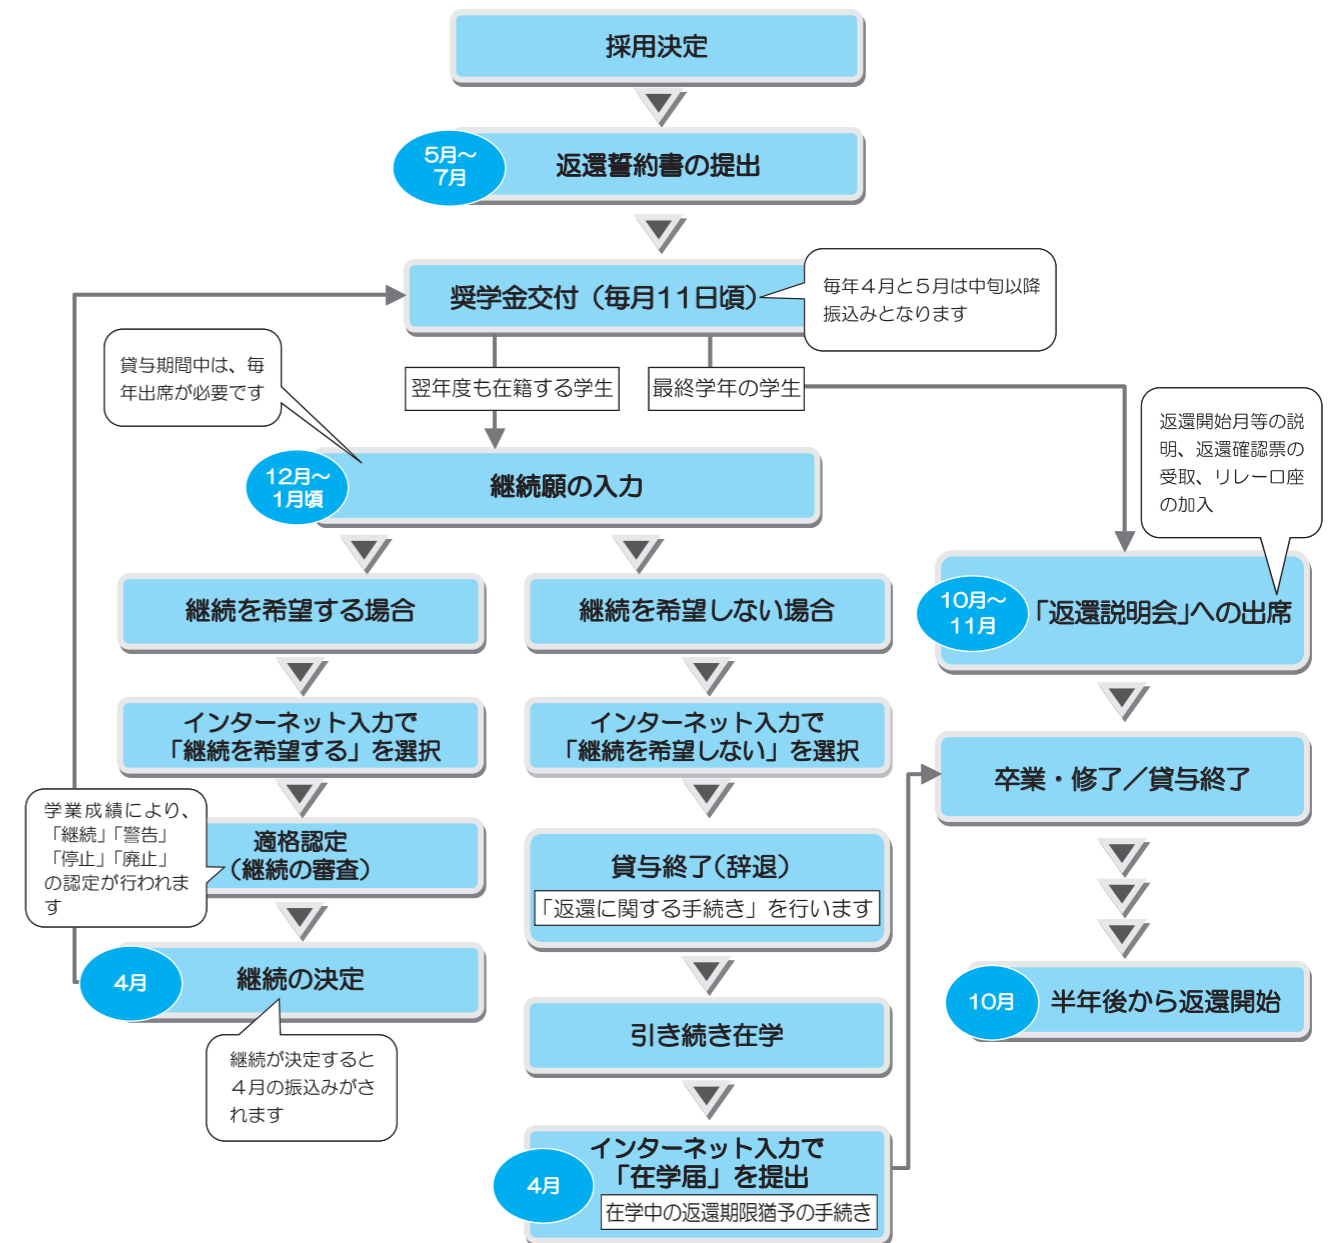 採用決定
5月～
7月
返還誓約書の提出
奨学金交付（毎月11日頃）
毎年４月と５月は中旬以降
振込みとなります
貸与期間中は、毎
年出席が必要です
翌年度も在籍する学生
最終学年の学生
返還開始月等の説
明、返還確認票の
受取、リレー口座
の加入
12月～
1月頃
継続願の入力
継続を希望する場合
継続を希望しない場合
10月～
11月
「返還説明会」への出席
インターネット入力で
「継続を希望する」を選択
インターネット入力で
「継続を希望しない」を選択
卒業・修了／貸与終了
学業成績により、
「継続」「警告」
「停止」「廃止」
の認定が行われま
す
適格認定
（継続の審査）
貸与終了（辞退）
「返還に関する手続き」を行います
4月
継続の決定
10月
半年後から返還開始
継続が決定すると
４月の振込みがさ
れます
引き続き在学
4月
インターネット入力で
「在学届」を提出
在学中の返還期限猶予の手続き